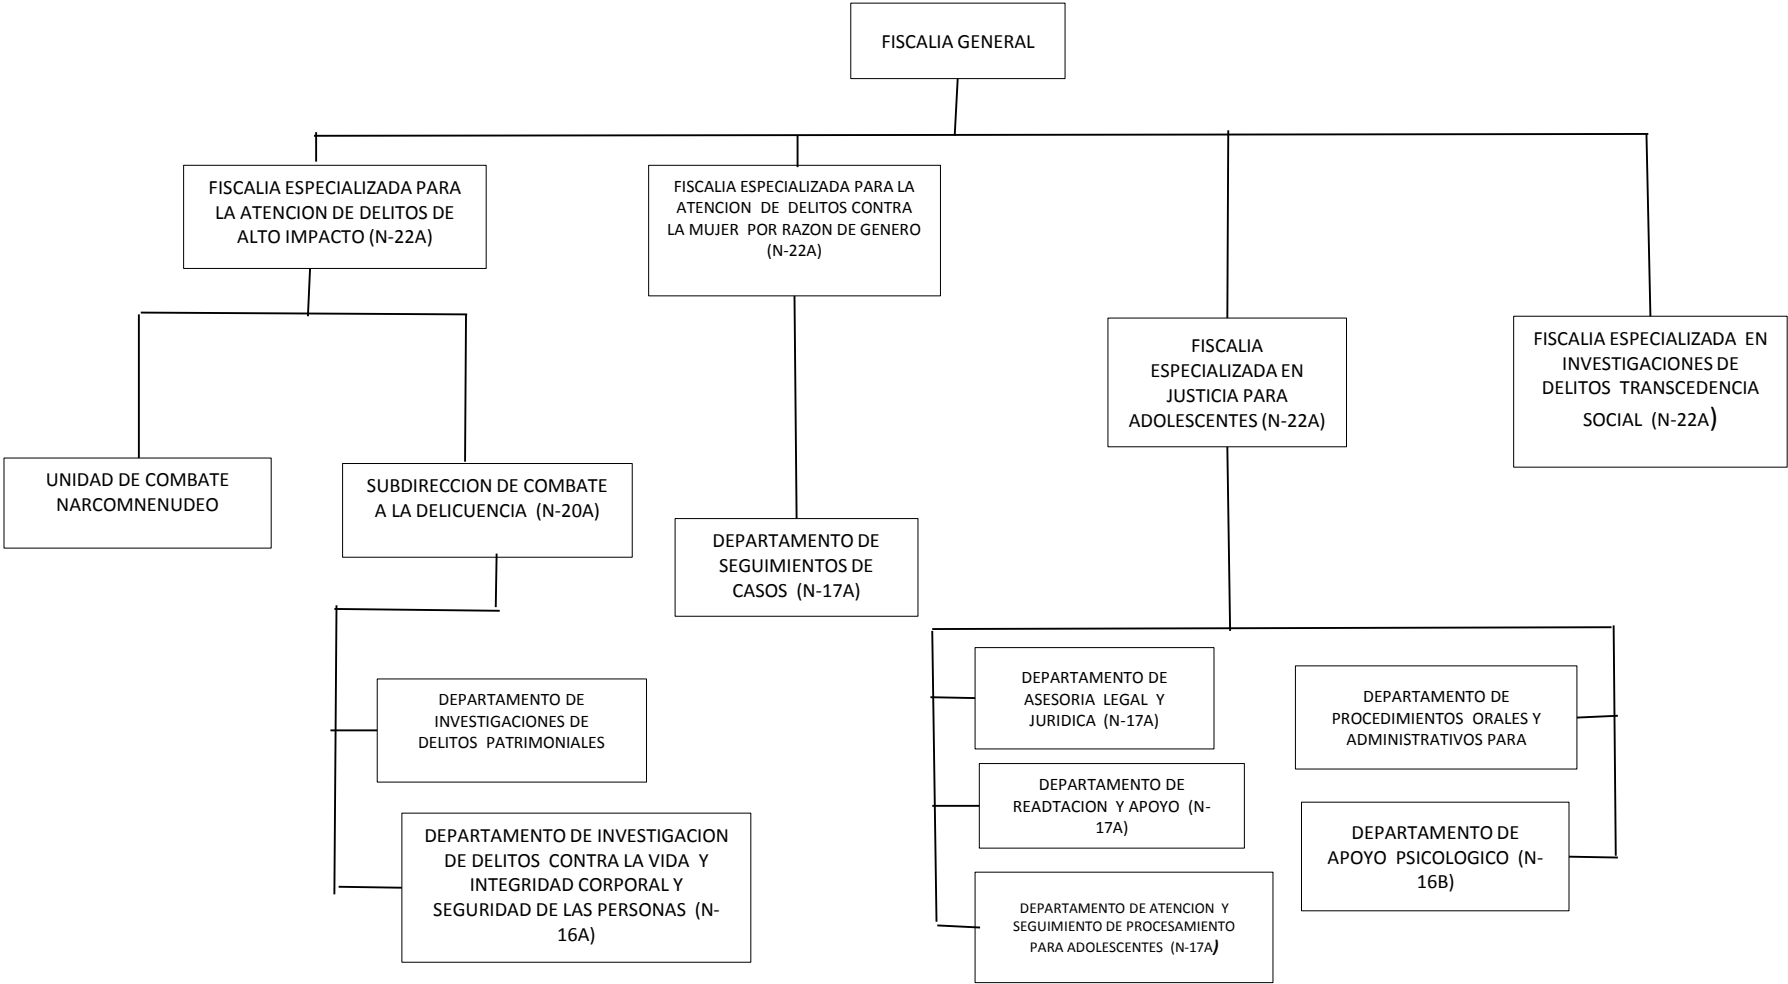 FISCALIA GENERAL
FISCALIA ESPECIALIZADA PARA
LA ATENCION DE DELITOS DE
ALTO IMPACTO (N-22A)
FISCALIA ESPECIALIZADA PARA LA
ATENCION DE DELITOS CONTRA
LA MUJER POR RAZON DE GENERO
(N-22A)
FISCALIA
ESPECIALIZADA EN
JUSTICIA PARA
ADOLESCENTES (N-22A)
FISCALIA ESPECIALIZADA EN
INVESTIGACIONES DE
DELITOS TRANSCEDENCIA
SOCIAL (N-22A)
UNIDAD DE COMBATE
NARCOMNENUDEO
SUBDIRECCION DE COMBATE
A LA DELICUENCIA (N-20A)
DEPARTAMENTO DE
SEGUIMIENTOS DE
CASOS (N-17A)
DEPARTAMENTO DE
INVESTIGACIONES DE
DELITOS PATRIMONIALES
DEPARTAMENTO DE INVESTIGACION
DE DELITOS CONTRA LA VIDA Y
INTEGRIDAD CORPORAL Y
SEGURIDAD DE LAS PERSONAS (N-
16A)
DEPARTAMENTO DE
ASESORIA LEGAL Y
JURIDICA (N-17A)
DEPARTAMENTO DE
READTACION Y APOYO (N-
17A)
DEPARTAMENTO DE ATENCION Y
SEGUIMIENTO DE PROCESAMIENTO
PARA ADOLESCENTES (N-17A)
DEPARTAMENTO DE
PROCEDIMIENTOS ORALES Y
ADMINISTRATIVOS PARA
DEPARTAMENTO DE
APOYO PSICOLOGICO (N-
16B)